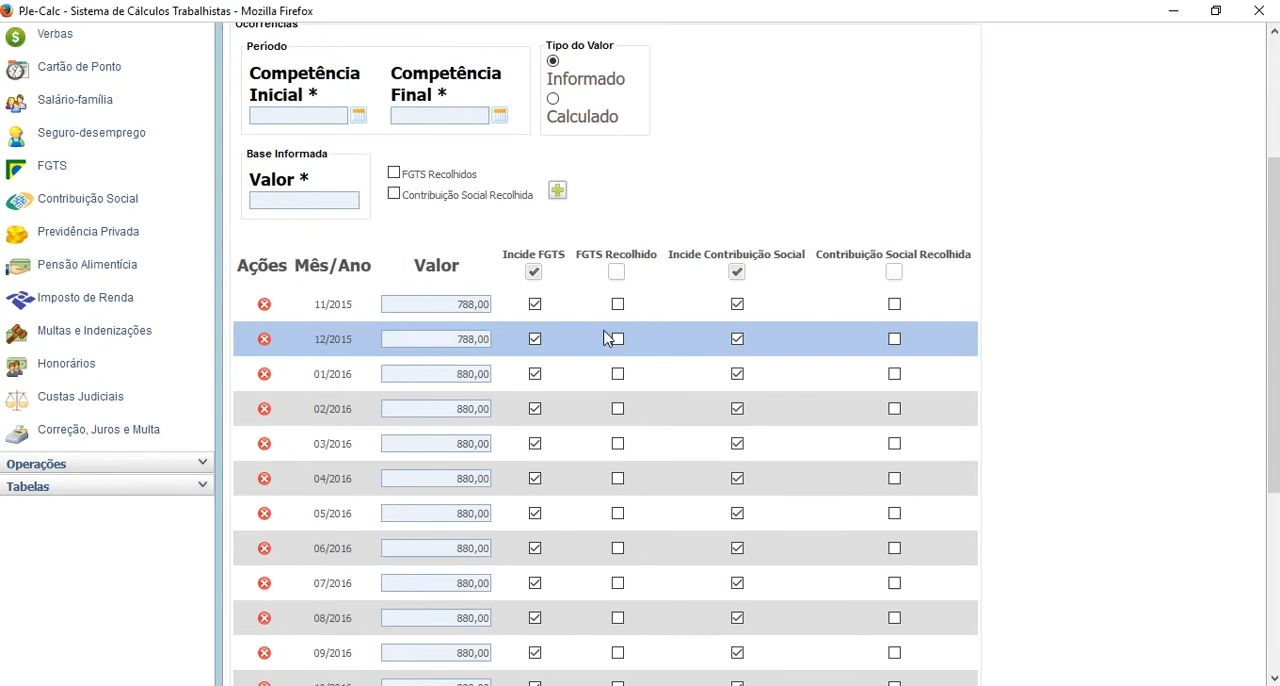 PJe-Calc - Sistema de Cálculos Trabalhistas - Mozilla Firefox
Verbas
Cartão de Ponto
Salário-família
Seguro-desemprego
FGTS
Contribuição Social
Previdência Privada
Pensão Alimentícia
Imposto de Renda
Multas e Indenizações
Honorários
Custas Judiciais
Correção, Juros e Multa
Operações
Tabelas
Ocorrências
Período
Competência Inicial *
Competência Final *
Tipo do Valor
Informado
Calculado
Base Informada
Valor *
FGTS Recolhidos
Contribuição Social Recolhida
Ações Mês/Ano Valor Incide FGTS FGTS Recolhido Incide Contribuição Social Contribuição Social Recolhida
11/2015 788,00
12/2015 788,00
01/2016 880,00
02/2016 880,00
03/2016 880,00
04/2016 880,00
05/2016 880,00
06/2016 880,00
07/2016 880,00
08/2016 880,00
09/2016 880,00